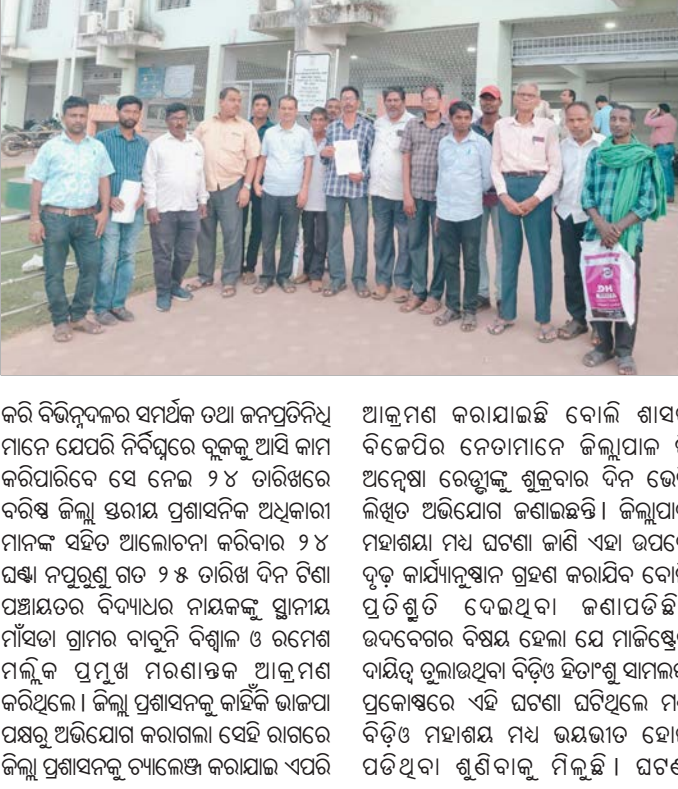 କରି ବିଭିନ୍ନଦଳର ସମର୍ଥକ ତଥା ଜନପ୍ରତିନିଧି
ମାନେ ଯେପରି ନିର୍ବିଘ୍ନରେ ବ୍ଲକକୁ ଆସି କାମ
କରିପାରିବେ ସେ ନେଇ ୨୪ ତାରିଖରେ
ବରିଷ୍ଠ ଜିଲ୍ଲା ସ୍ତରୀୟ ପ୍ରଶାସନିକ ଅଧିକାରୀ
ମାନଙ୍କ ସହିତ ଆଲୋଚନା କରିବାର ୨୪
ଘଣ୍ଟା ନପୁରୁଣୁ ଗତ ୨୫ ତାରିଖ ଦିନ ଟିଣା
ପଞ୍ଚାୟତର ବିଦ୍ୟାଧର ନାୟକଙ୍କୁ ସ୍ଥାନୀୟ
ମାଁସଡା ଗ୍ରାମର ବାବୁନି ବିଶ୍ୱାଳ ଓ ରମେଶ
ମଲ୍ଲିକ ପ୍ରମୁଖ ମରଣାନ୍ତକ ଆକ୍ରମଣ
କରିଥିଲେ । ଜିଲ୍ଲା ପ୍ରଶାସନକୁ କାହିଁକି ଭାଜପା
ପକ୍ଷରୁ ଅଭିଯୋଗ କରାଗଲା ସେହି ରାଗରେ
ଜିଲ୍ଲା ପ୍ରଶାସନକୁ ଚ୍ୟାଲେଞ୍ଜ କରାଯାଇ ଏପରି
ଆକ୍ରମଣ କରାଯାଇଛି ବୋଲି
ବିଜେପିର ନେତାମାନେ ଜିଲ୍ଲାପାଳ
ଅନ୍ୱେଷା ରେଡ୍ଡୀଙ୍କୁ ଶୁକ୍ରବାର ଦିନ
ଲିଖିତ ଅଭିଯୋଗ ଜଣାଇଛନ୍ତି ।
ମହାଶୟା ମଧ୍ୟ ଘଟଣା ଜାଣି ଏହା
ଦୃଢ଼ କାର୍ଯ୍ୟାନୁଷ୍ଠାନ ଗ୍ରହଣ କରାଯିବ
ପ୍ରତିଶ୍ରୁତି ଦେଇଥିବା ଜଣାପଡିଛି
ଉଦବେଗର ବିଷୟ ହେଲା ଯେ
ଦାୟିତ୍ୱ ତୁଲାଉଥିବା ବିଡ଼ିଓ ହିତାଂଶୁ
ପ୍ରକୋଷ୍ଠରେ ଏହି ଘଟଣା ଘଟିଥିଲେ
ବିଡ଼ିଓ ମହାଶୟ ମଧ୍ୟ ଭୟଭୀତ
ପଡିଥିବା ଶୁଣିବାକୁ ମିଳୁଛି ।